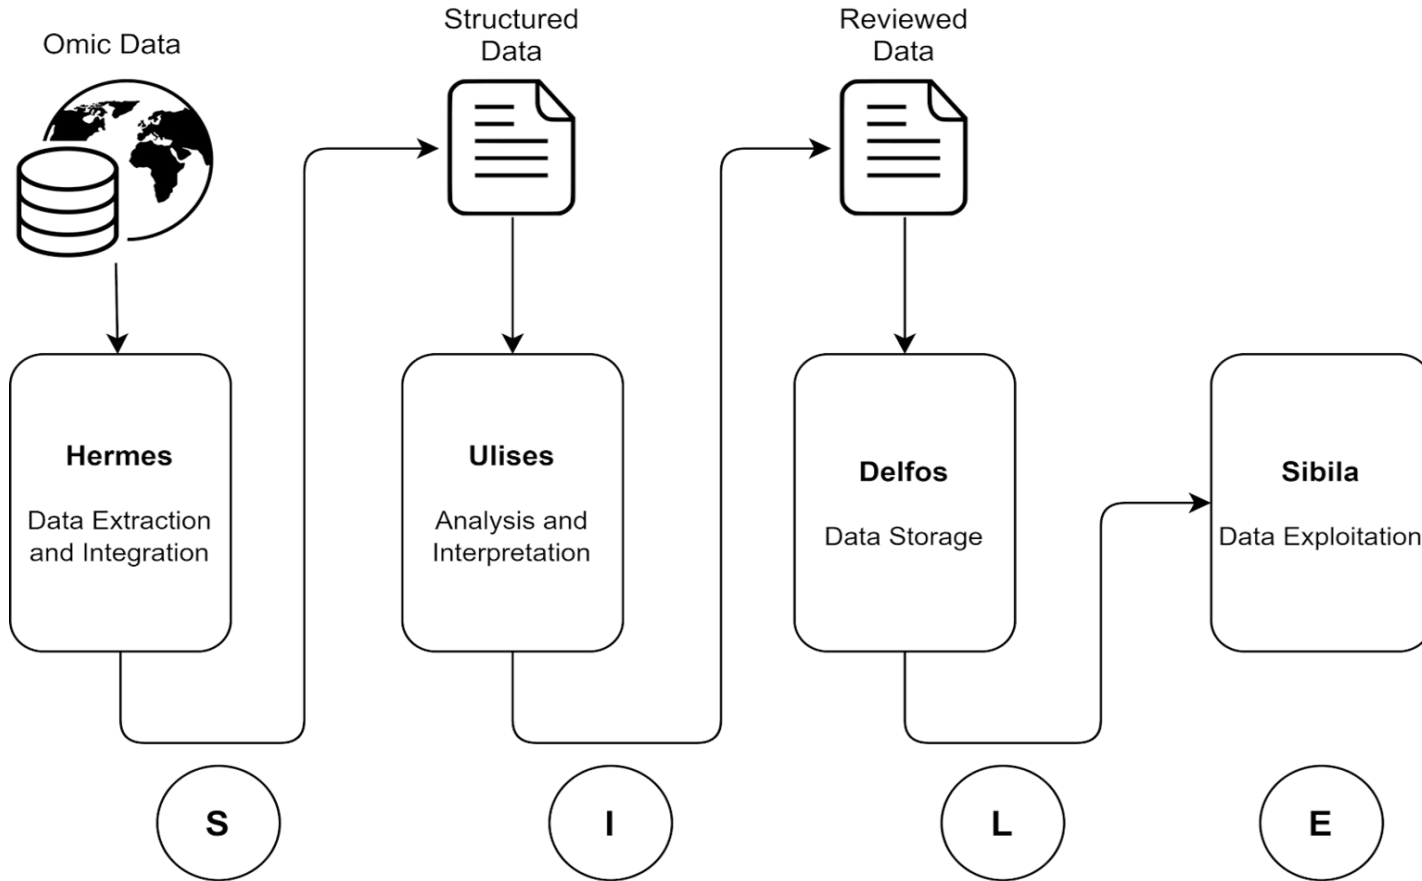 Omic Data
Structured
Data
Reviewed
Data
Hermes
Data Extraction
and Integration
Ulises
Analysis and
Interpretation
Delfos
Data Storage
Sibila
Data Exploitation
S
I
L
E